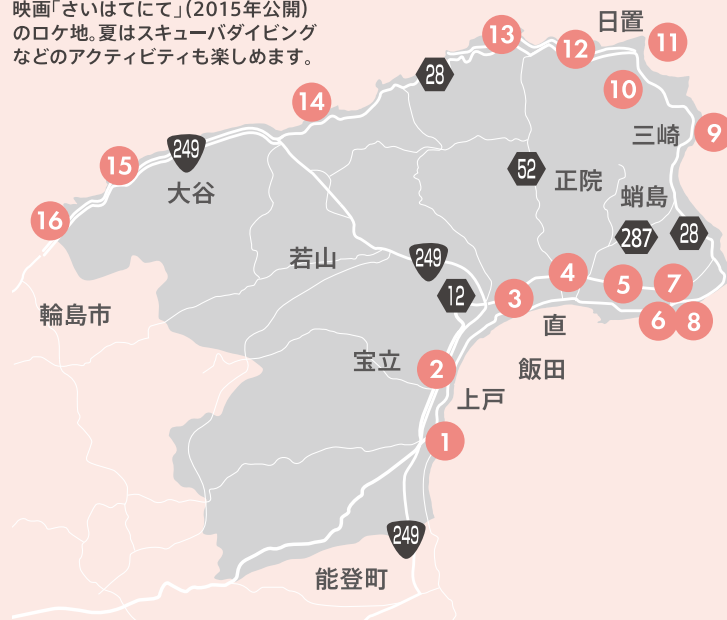 映画「さいはてにて」(2015年公開)
のロケ地。夏はスキューバダイビング
などのアクティビティも楽しめます。
日置
13
12
11
28
10
14
9
三崎
249
15
52
正院
大谷
蛸島
16
287
28
若山
249
4
5
7
12
3
輪島市
直
6
8
宝立
2
飯田
上戸
1
249
能登町